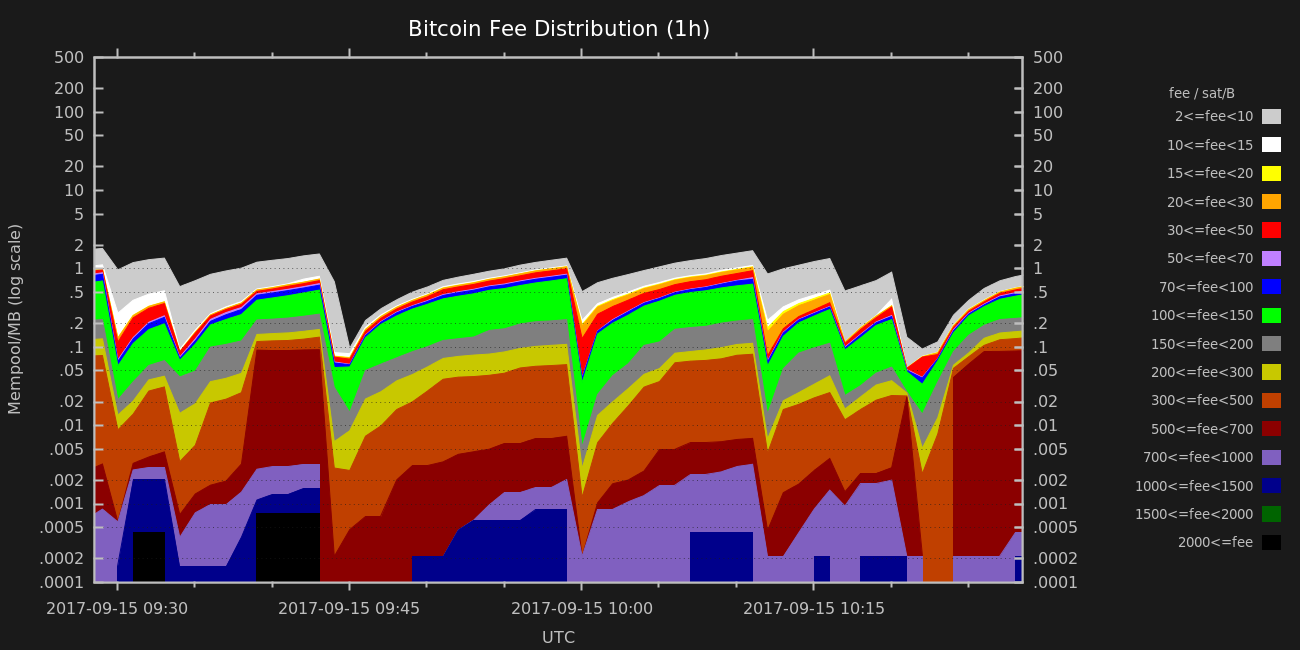 Bitcoin Fee Distribution (1h)
Mempool/MB (log scale)
500
200
100
50
20
10
5
2
1
.5
.2
.1
.05
.02
.01
.005
.002
.001
.0005
.0002
.0001
500
200
100
50
20
10
5
2
1
.5
.2
.1
.05
.02
.01
.005
.002
.001
.0005
.0002
.0001
2017-09-15 09:30 2017-09-15 09:45 2017-09-15 10:00 2017-09-15 10:15
UTC
fee / sat/B
2<=fee<10
10<=fee<15
15<=fee<20
20<=fee<30
30<=fee<50
50<=fee<70
70<=fee<100
100<=fee<150
150<=fee<200
200<=fee<300
300<=fee<500
500<=fee<700
700<=fee<1000
1000<=fee<1500
1500<=fee<2000
2000<=fee